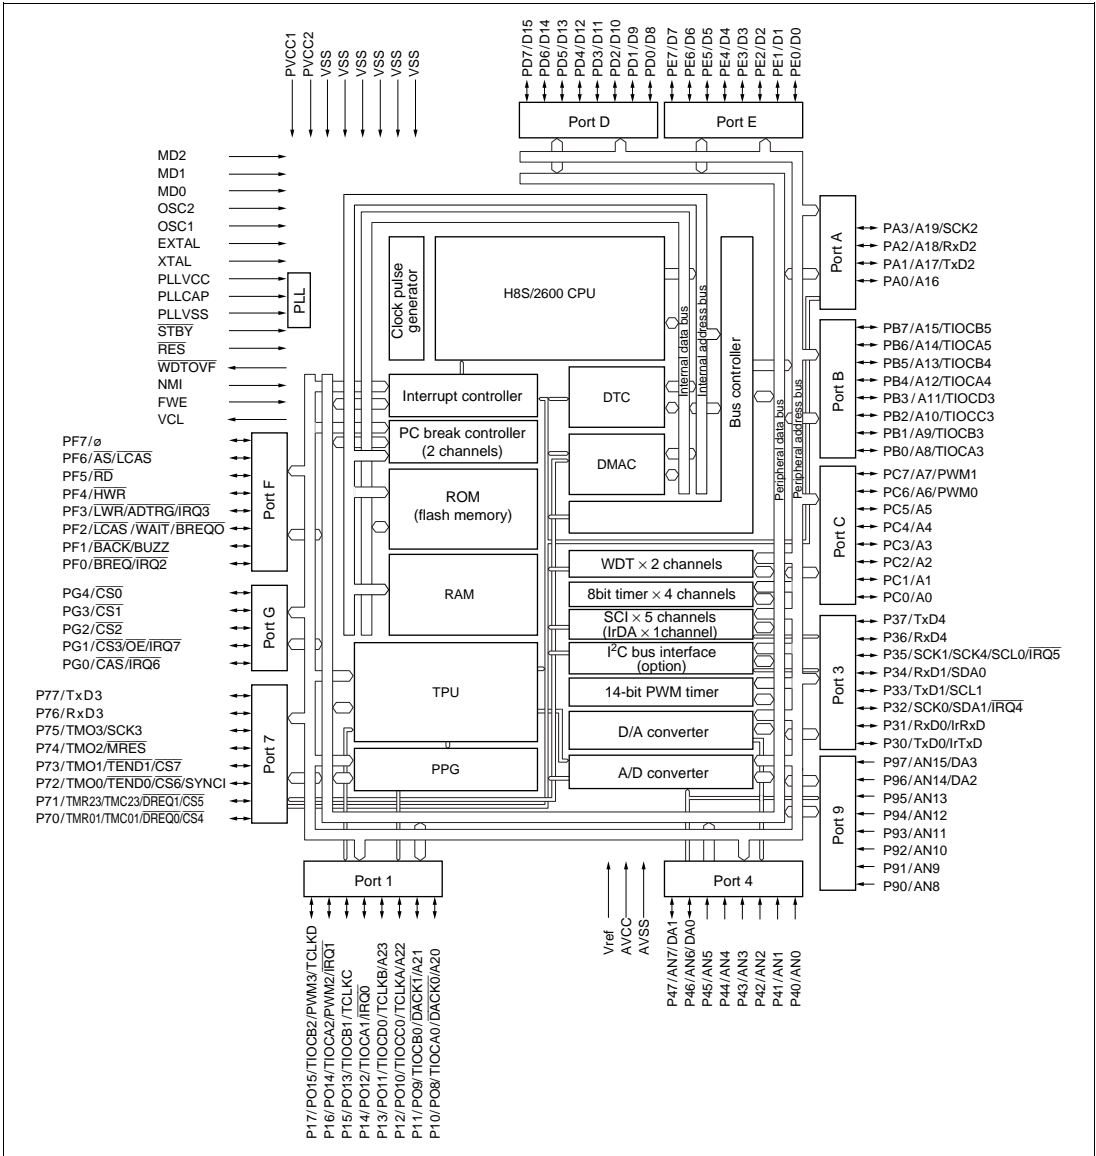 PVCC1
PVCC2
VSS
VSS
VSS
VSS
VSS
VSS
PD7/D15
PD6/D14
PD5/D13
PD4/D12
PD3/D11
PD2/D10
PD1/D9
PD0/D8
PE7/D7
PE6/D6
PE5/D5
PE4/D4
PE3/D3
PE2/D2
PE1/D1
PE0/D0
Port D
Port E
MD2
MD1
MD0
OSC2
OSC1
EXTAL
XTAL
PLLVCC
PLLCAP
PLLVSS
STBY
RES
WDTOVF
NMI
FWE
VCL
PLL
Clock pulse
generator
H8S/2600 CPU
Internal data bus
Internal address bus
Bus controller
Peripheral data bus
Peripheral address bus
Interrupt controller
PC break controller
(2 channels)
ROM
(flash memory)
RAM
TPU
PPG
DTC
DMAC
WDT × 2 channels
8bit timer × 4 channels
SCI × 5 channels
(IrDA × 1channel)
I²C bus interface
(option)
14-bit PWM timer
D/A converter
A/D converter
Port A
PA3/A19/SCK2
PA2/A18/RxD2
PA1/A17/TxD2
PA0/A16
Port B
PB7/A15/TIOCB5
PB6/A14/TIOCA5
PB5/A13/TIOCB4
PB4/A12/TIOCA4
PB3 /A11/TIOCD3
PB2/A10/TIOCC3
PB1/A9/TIOCB3
PB0/A8/TIOCA3
Port C
PC7/A7/PWM1
PC6/A6/PWM0
PC5/A5
PC4/A4
PC3/A3
PC2/A2
PC1/A1
PC0/A0
Port 3
P37/TxD4
P36/RxD4
P35/SCK1/SCK4/SCL0/IRQ5
P34/RxD1/SDA0
P33/TxD1/SCL1
P32/SCK0/SDA1/IRQ4
P31/RxD0/IrRxD
P30/TxD0/IrTxD
Port 9
P97/AN15/DA3
P96/AN14/DA2
P95/AN13
P94/AN12
P93/AN11
P92/AN10
P91/AN9
P90/AN8
PF7/ø
PF6/AS/LCAS
PF5/RD
PF4/HWR
PF3/LWR/ADTRG/IRQ3
PF2/LCAS /WAIT/BREQO
PF1/BACK/BUZZ
PF0/BREQ/IRQ2
Port F
PG4/CS0
PG3/CS1
PG2/CS2
PG1/CS3/OE/IRQ7
PG0/CAS/IRQ6
Port G
P77/TxD3
P76/RxD3
P75/TMO3/SCK3
P74/TMO2/MRES
P73/TMO1/TEND1/CS7
P72/TMO0/TEND0/CS6/SYNCI
P71/TMR23/TMC23/DREQ1/CS5
P70/TMR01/TMC01/DREQ0/CS4
Port 7
Port 1
P17/PO15/TIOCB2/PWM3/TCLKD
P16/PO14/TIOCA2/PWM2/IRQ1
P15/PO13/TIOCB1/TCLKC
P14/PO12/TIOCA1/IRQ0
P13/PO11/TIOCD0/TCLKB/A23
P12/PO10/TIOCC0/TCLKA/A22
P11/PO9/TIOCB0/DACK1/A21
P10/PO8/TIOCA0/DACK0/A20
Vref
AVCC
AVSS
Port 4
P47/AN7/DA1
P46/AN6/DA0
P45/AN5
P44/AN4
P43/AN3
P42/AN2
P41/AN1
P40/AN0